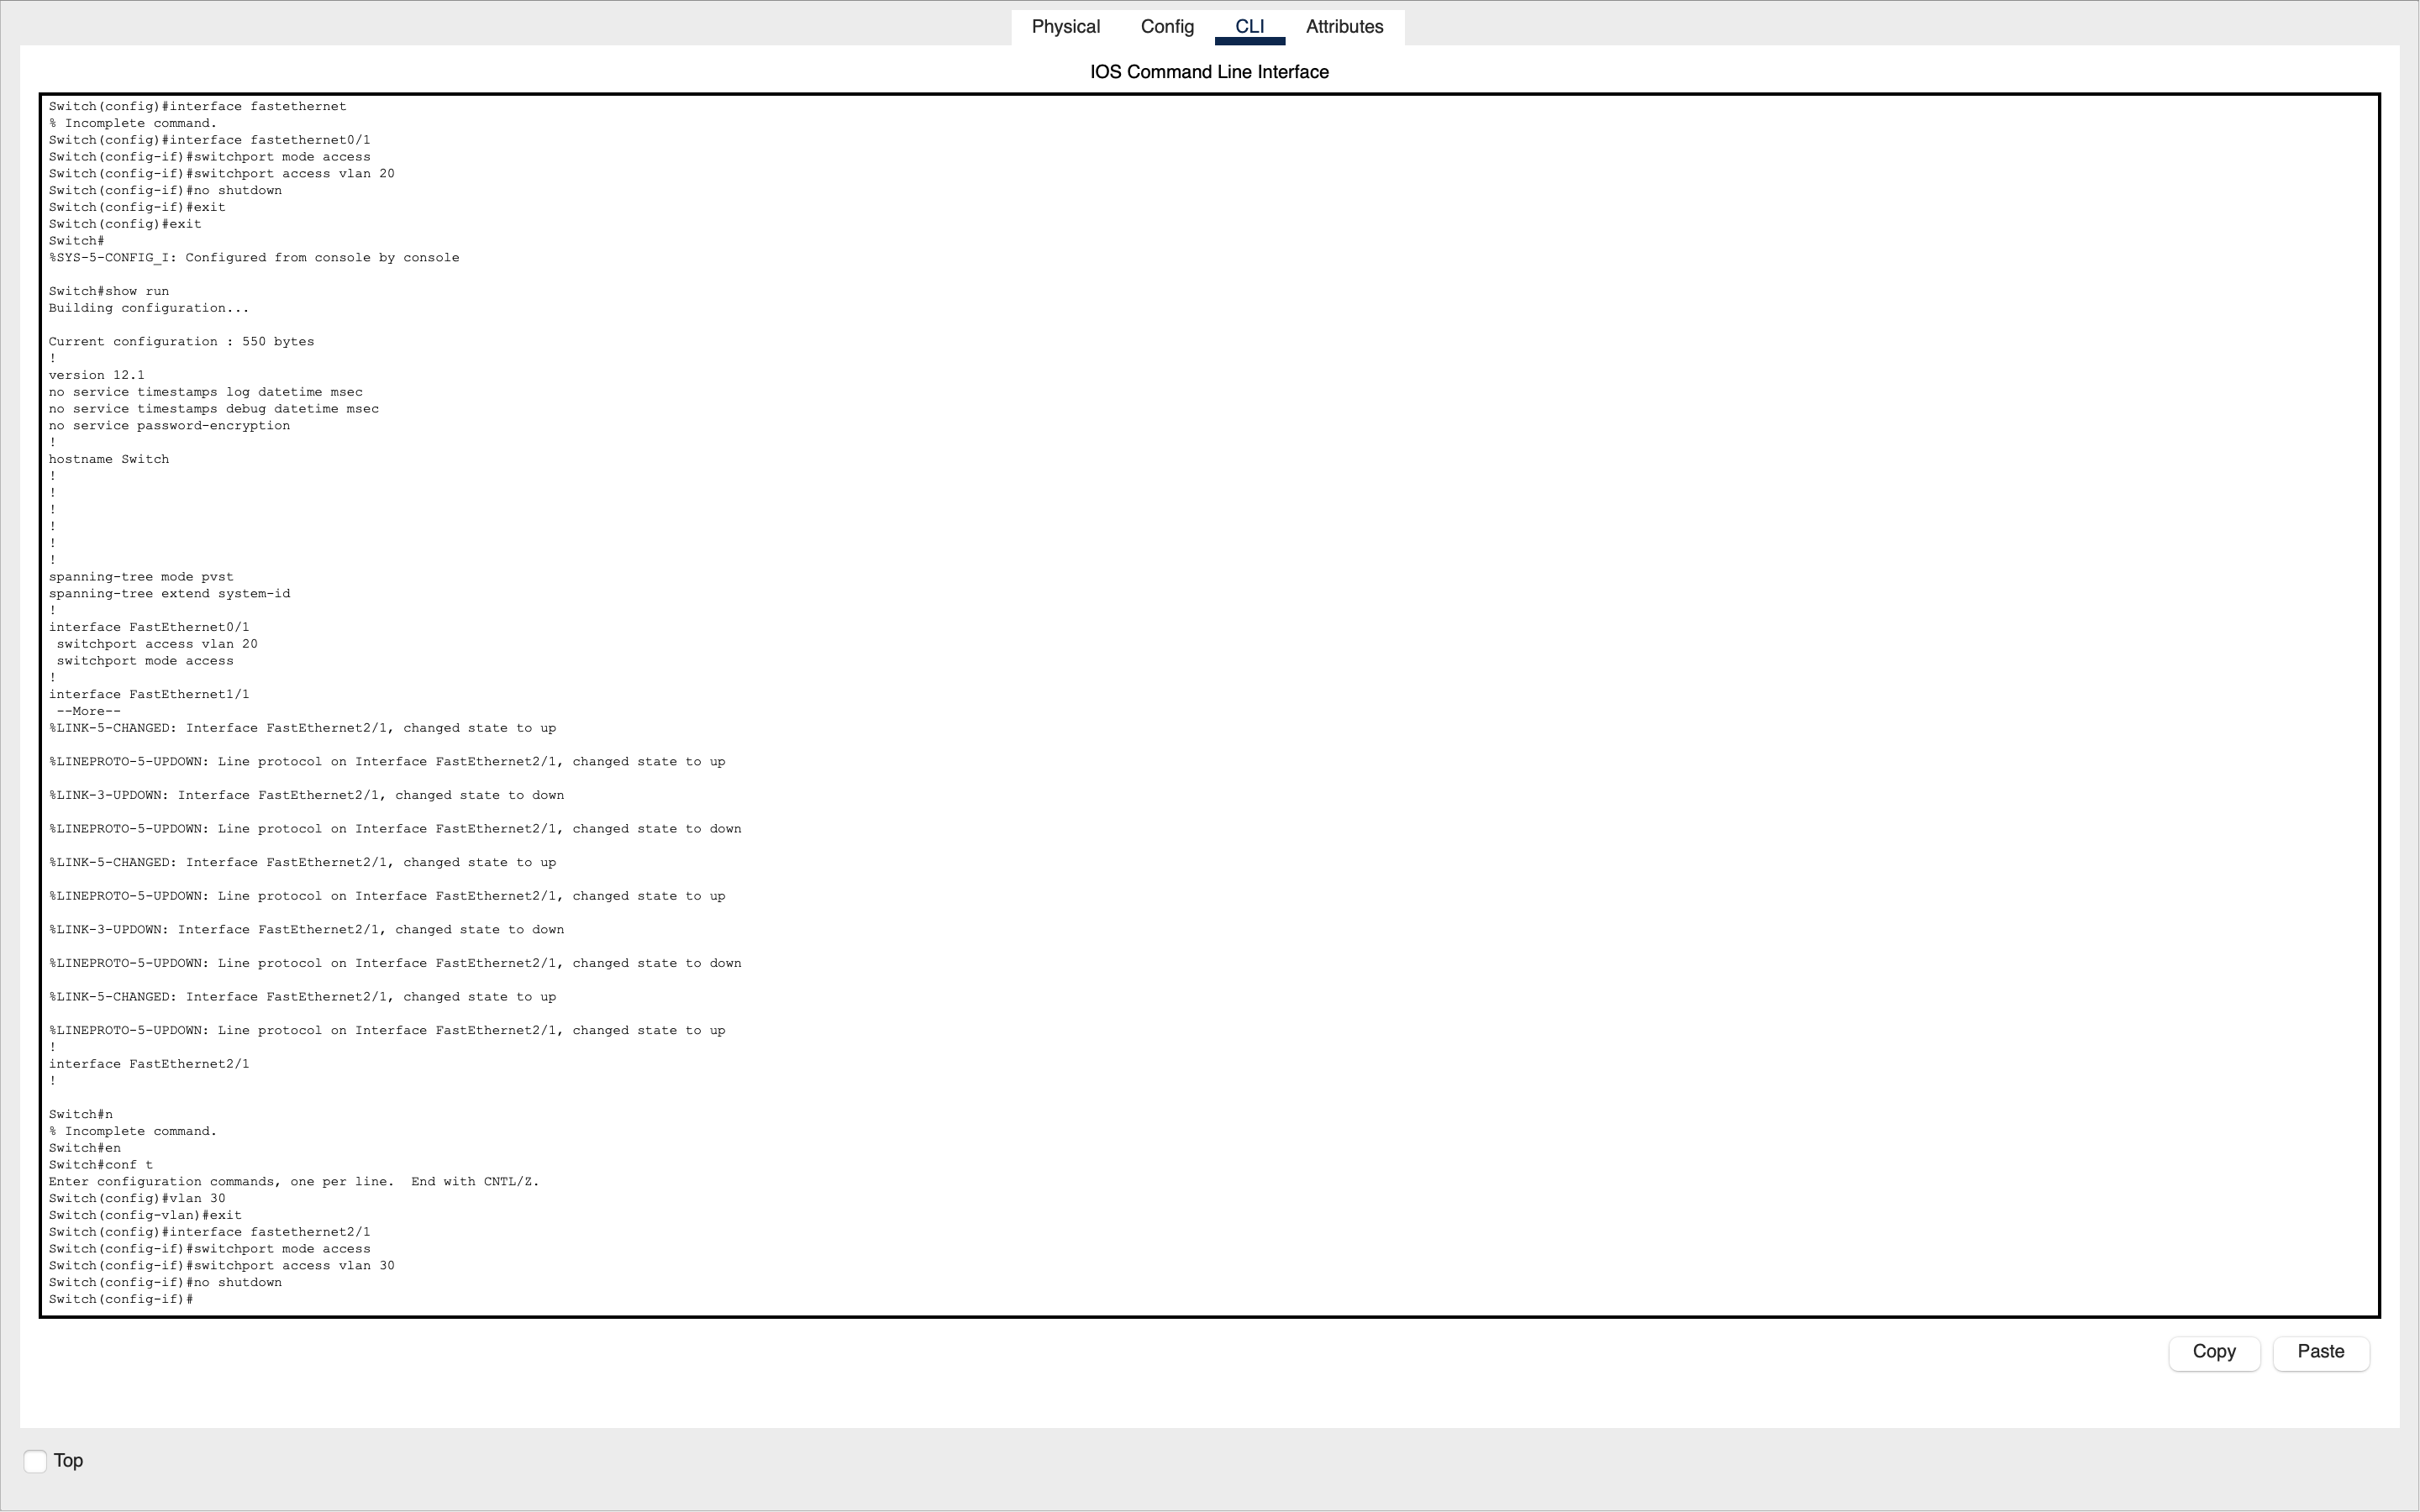 Physical Config CLI Attributes
IOS Command Line Interface
Switch(config)#interface fastethernet
% Incomplete command.
Switch(config)#interface fastethernet0/1
Switch(config-if)#switchport mode access
Switch(config-if)#switchport access vlan 20
Switch(config-if)#no shutdown
Switch(config-if)#exit
Switch(config)#exit
Switch#
%SYS-5-CONFIG_I: Configured from console by console
Switch#show run
Building configuration...
Current configuration : 550 bytes
!
version 12.1
no service timestamps log datetime msec
no service timestamps debug datetime msec
no service password-encryption
!
hostname Switch
!
!
!
!
!
!
spanning-tree mode pvst
spanning-tree extend system-id
!
interface FastEthernet0/1
 switchport access vlan 20
 switchport mode access
!
interface FastEthernet1/1
 --More--
%LINK-5-CHANGED: Interface FastEthernet2/1, changed state to up
%LINEPROTO-5-UPDOWN: Line protocol on Interface FastEthernet2/1, changed state to up
%LINK-3-UPDOWN: Interface FastEthernet2/1, changed state to down
%LINEPROTO-5-UPDOWN: Line protocol on Interface FastEthernet2/1, changed state to down
%LINK-5-CHANGED: Interface FastEthernet2/1, changed state to up
%LINEPROTO-5-UPDOWN: Line protocol on Interface FastEthernet2/1, changed state to up
%LINK-3-UPDOWN: Interface FastEthernet2/1, changed state to down
%LINEPROTO-5-UPDOWN: Line protocol on Interface FastEthernet2/1, changed state to down
%LINK-5-CHANGED: Interface FastEthernet2/1, changed state to up
%LINEPROTO-5-UPDOWN: Line protocol on Interface FastEthernet2/1, changed state to up
!
interface FastEthernet2/1
!
Switch#n
% Incomplete command.
Switch#en
Switch#conf t
Enter configuration commands, one per line.  End with CNTL/Z.
Switch(config)#vlan 30
Switch(config-vlan)#exit
Switch(config)#interface fastethernet2/1
Switch(config-if)#switchport mode access
Switch(config-if)#switchport access vlan 30
Switch(config-if)#no shutdown
Switch(config-if)#
Copy Paste
Top